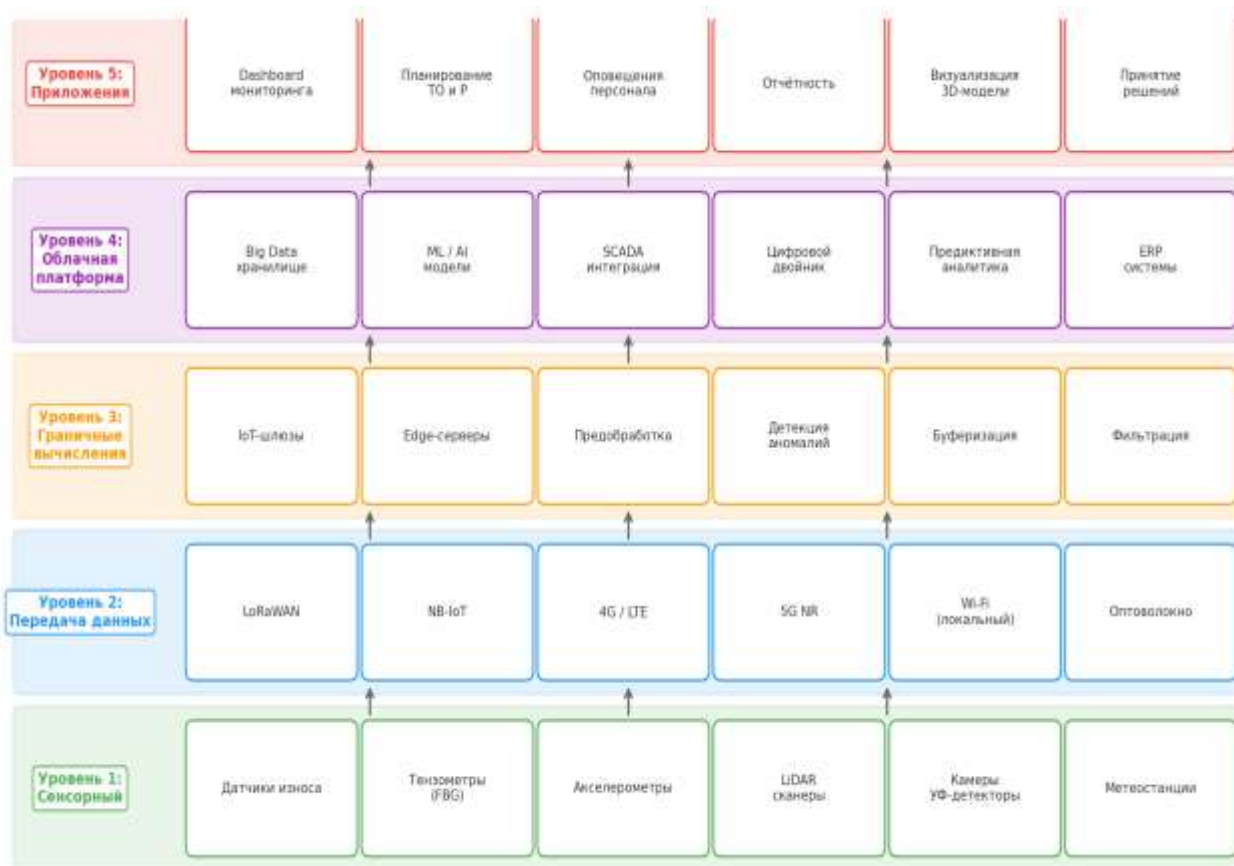 Уровень 5:
Приложения
Dashboard
мониторинга
Планирование
ТО и Р
Оповещения
персонала
Отчётность
Визуализация
3D-модели
Принятие
решений
Уровень 4:
Облачная
платформа
Big Data
хранилище
ML / AI
модели
SCADA
интеграция
Цифровой
двойник
Предиктивная
аналитика
ERP
системы
Уровень 3:
Граничные
вычисления
IoT-шлюзы
Edge-серверы
Предобработка
Детекция
аномалий
Буферизация
Фильтрация
Уровень 2:
Передача данных
LoRaWAN
NB-IoT
4G / LTE
5G NR
Wi-Fi
(локальный)
Оптоволокно
Уровень 1:
Сенсорный
Датчики износа
Тензометры
(FBG)
Акселерометры
LiDAR
сканеры
Камеры
УФ-детекторы
Метеостанции